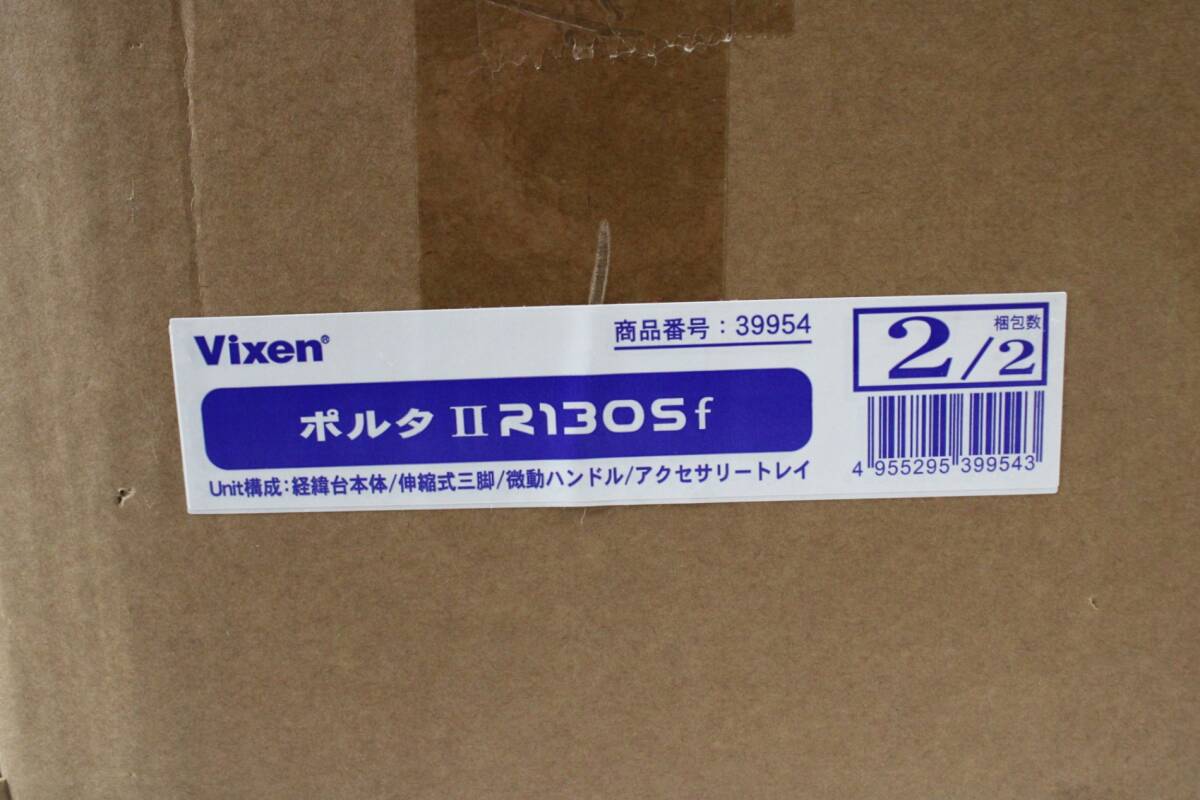 Vixen®
商品番号：39954
梱包数
2/2
ポルタ II R130Sf
4 955295 399543
Unit構成：経緯台本体/伸縮式三脚/微動ハンドル/アクセサリートレイ